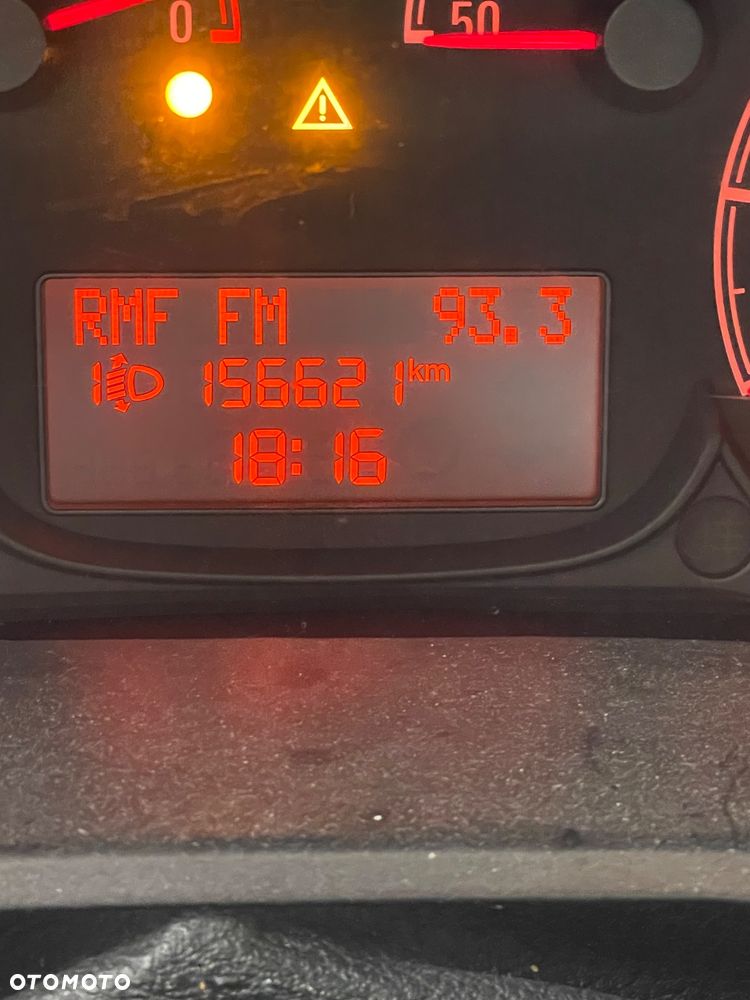 0 50
!
RMF FM 93.3
1 156621 km
18:16
OTOMOTO